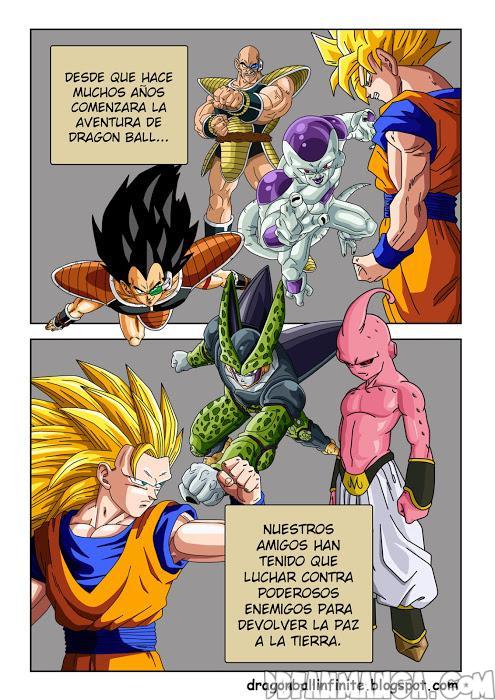 DESDE QUE HACE
MUCHOS AÑOS
COMENZARA LA
AVENTURA DE
DRAGON BALL...
NUESTROS
AMIGOS HAN
TENIDO QUE
LUCHAR CONTRA
PODEROSOS
ENEMIGOS PARA
DEVOLVER LA PAZ
A LA TIERRA.
dragonballinfinite.blogspot.com